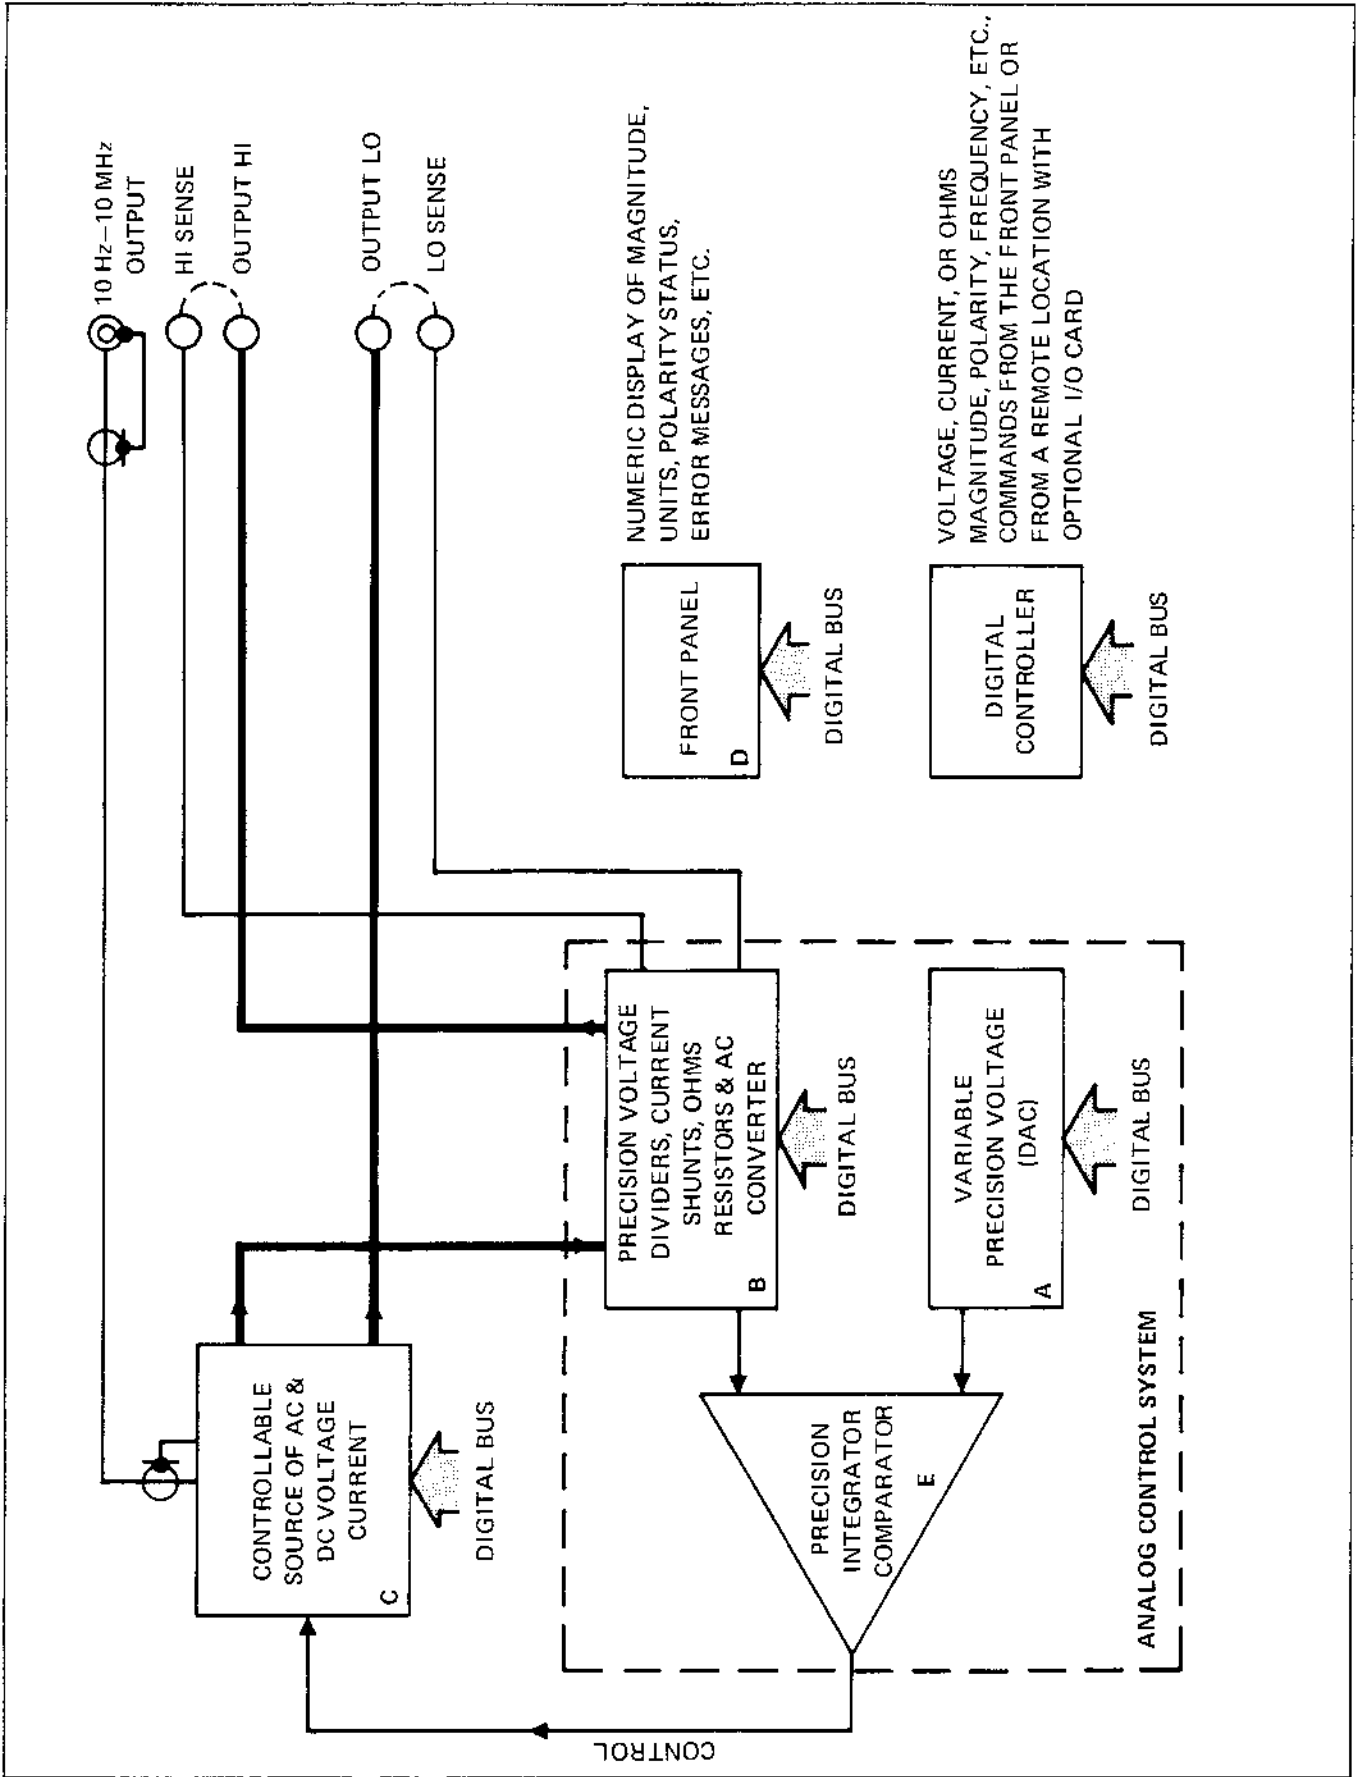 10 Hz–10 MHz
OUTPUT
HI SENSE
OUTPUT HI
OUTPUT LO
LO SENSE
CONTROLLABLE
SOURCE OF AC &
DC VOLTAGE
CURRENT
C
DIGITAL BUS
CONTROL
PRECISION VOLTAGE
DIVIDERS, CURRENT
SHUNTS, OHMS
RESISTORS & AC
CONVERTER
B
DIGITAL BUS
VARIABLE
PRECISION VOLTAGE
(DAC)
A
DIGITAL BUS
PRECISION
INTEGRATOR
COMPARATOR
E
ANALOG CONTROL SYSTEM
FRONT PANEL
D
DIGITAL BUS
NUMERIC DISPLAY OF MAGNITUDE,
UNITS, POLARITY STATUS,
ERROR MESSAGES, ETC.
DIGITAL
CONTROLLER
DIGITAL BUS
VOLTAGE, CURRENT, OR OHMS
MAGNITUDE, POLARITY, FREQUENCY, ETC.,
COMMANDS FROM THE FRONT PANEL OR
FROM A REMOTE LOCATION WITH
OPTIONAL I/O CARD